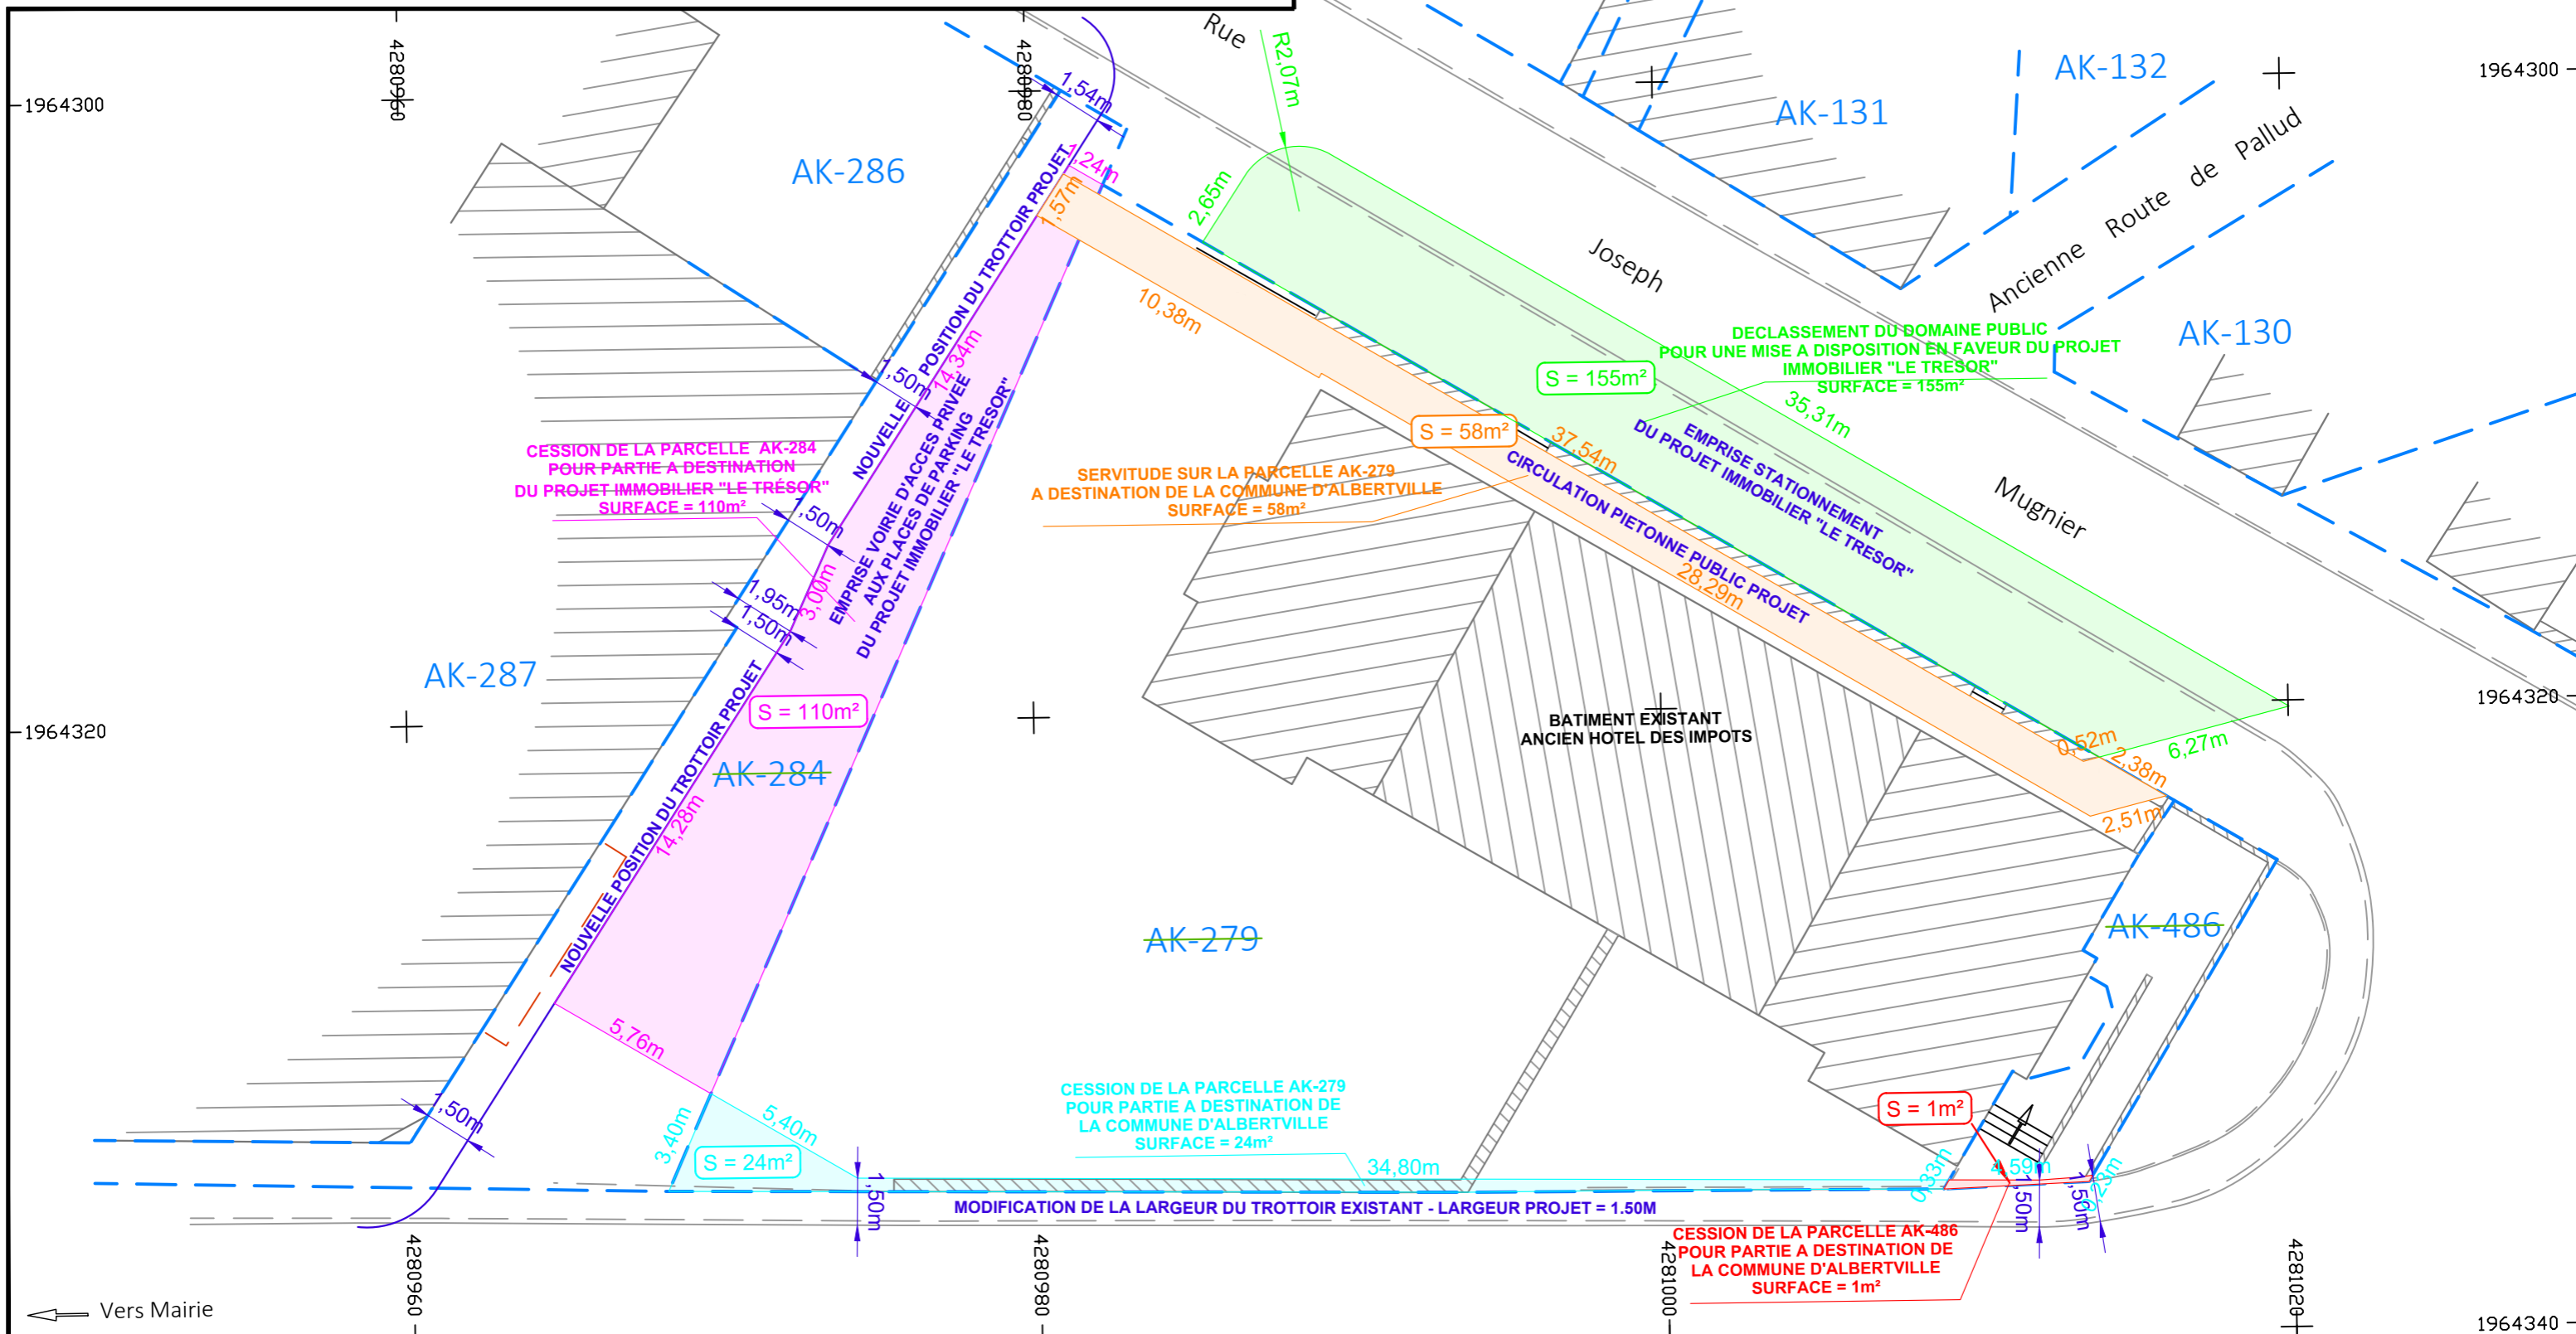 Rue
Joseph
Mugnier
Ancienne Route de Pallud
1964300
1964300
1964320
1964320
1964340
4280960
4280980
4280960
4280980
4281000
4281020
AK-286
AK-287
AK-131
AK-132
AK-130
AK-284
AK-279
AK-486
R2,07m
2,65m
35,31m
6,27m
S = 155m²
DECLASSEMENT DU DOMAINE PUBLIC
POUR UNE MISE A DISPOSITION EN FAVEUR DU PROJET
IMMOBILIER "LE TRESOR"
SURFACE = 155m²
EMPRISE STATIONNEMENT
DU PROJET IMMOBILIER "LE TRESOR"
1,57m
10,38m
37,54m
28,29m
0,52m
2,38m
2,51m
S = 58m²
SERVITUDE SUR LA PARCELLE AK-279
A DESTINATION DE LA COMMUNE D'ALBERTVILLE
SURFACE = 58m²
CIRCULATION PIETONNE PUBLIC PROJET
1,54m
1,24m
NOUVELLE POSITION DU TROTTOIR PROJET
14,34m
1,50m
1,50m
3,00m
1,95m
1,50m
EMPRISE VOIRIE D'ACCES PRIVEE
AUX PLACES DE PARKING
DU PROJET IMMOBILIER "LE TRESOR"
CESSION DE LA PARCELLE AK-284
POUR PARTIE A DESTINATION
DU PROJET IMMOBILIER "LE TRÉSOR"
SURFACE = 110m²
S = 110m²
NOUVELLE POSITION DU TROTTOIR PROJET
14,28m
5,76m
1,50m
BATIMENT EXISTANT
ANCIEN HOTEL DES IMPOTS
3,40m
5,40m
S = 24m²
CESSION DE LA PARCELLE AK-279
POUR PARTIE A DESTINATION DE
LA COMMUNE D'ALBERTVILLE
SURFACE = 24m²
34,80m
1,50m
MODIFICATION DE LA LARGEUR DU TROTTOIR EXISTANT - LARGEUR PROJET = 1.50M
S = 1m²
0,33m
4,59m
1,50m
1,50m
0,23m
CESSION DE LA PARCELLE AK-486
POUR PARTIE A DESTINATION DE
LA COMMUNE D'ALBERTVILLE
SURFACE = 1m²
Vers Mairie